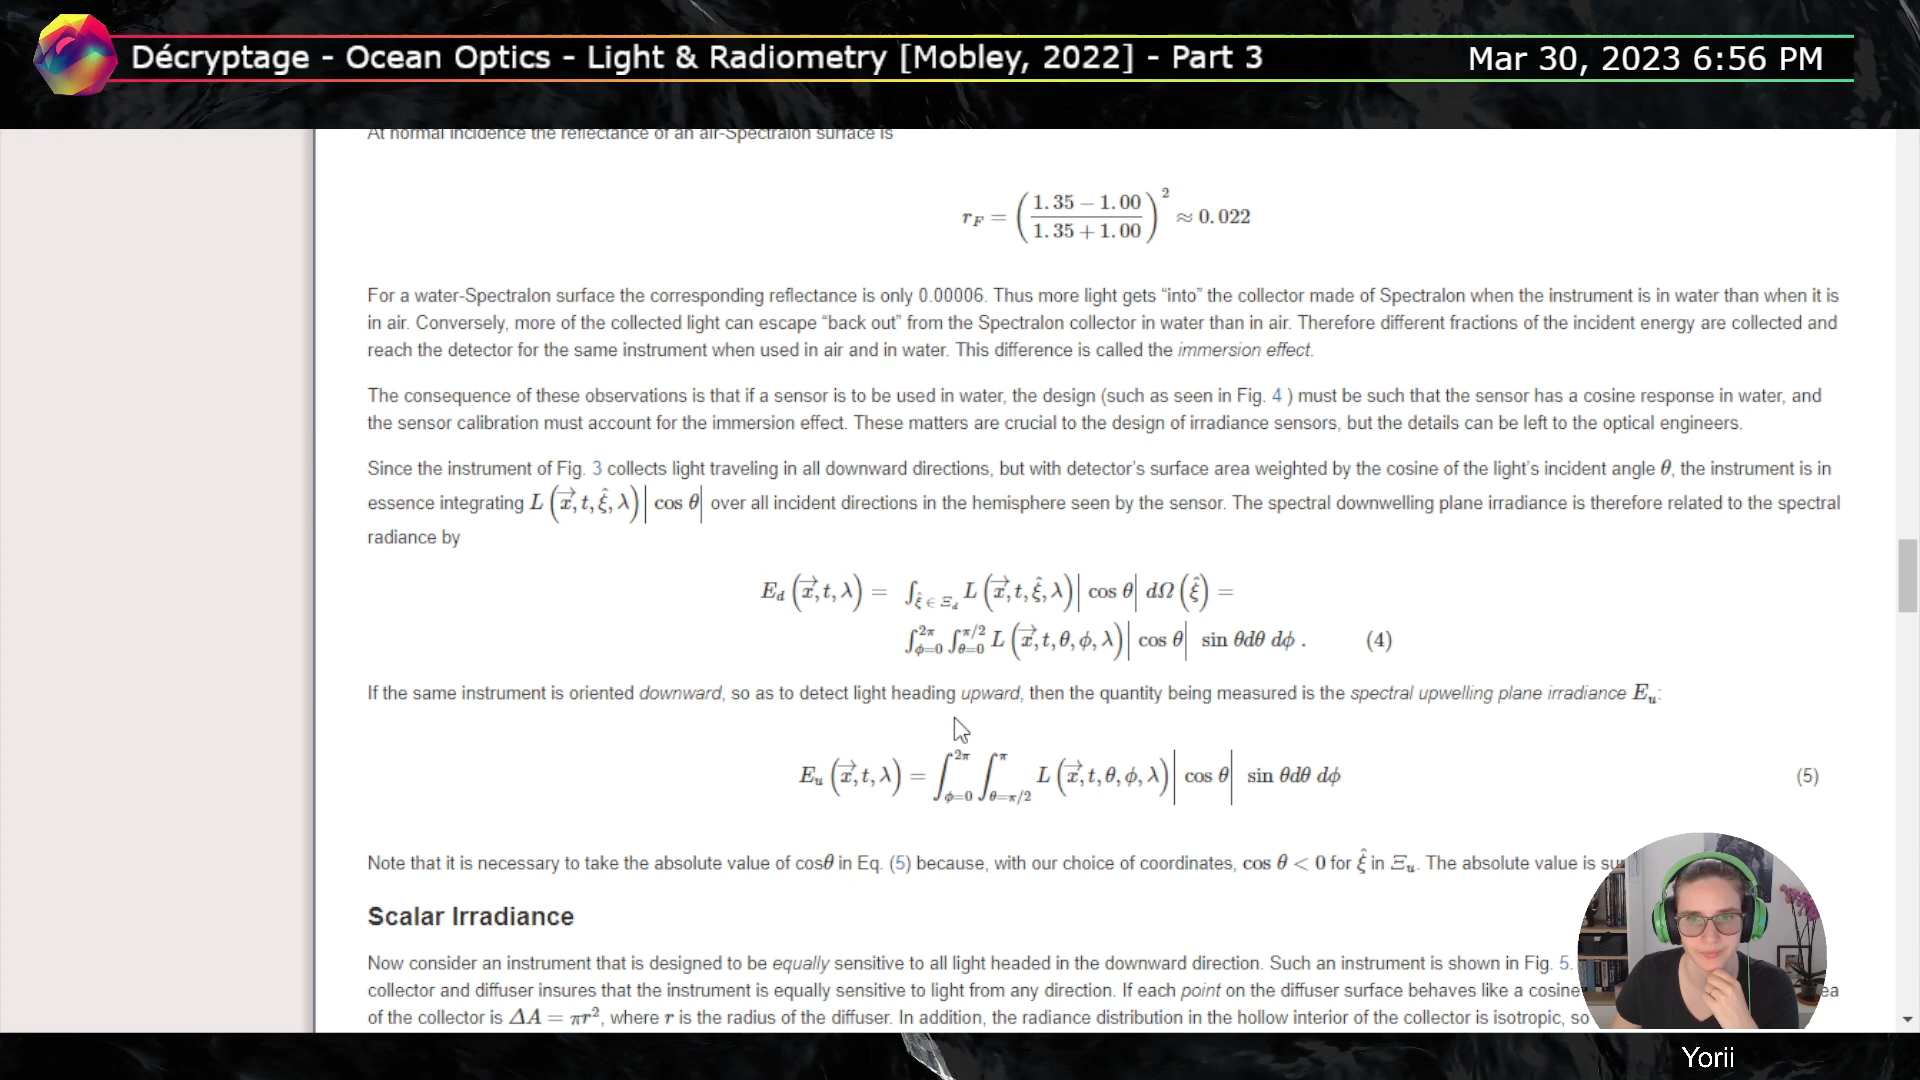 Décryptage - Ocean Optics - Light & Radiometry [Mobley, 2022] - Part 3
Mar 30, 2023 6:56 PM
At normal incidence the reflectance of an air-Spectralon surface is
r_F = ((1.35 − 1.00)/(1.35 + 1.00))^2 ≈ 0.022
For a water-Spectralon surface the corresponding reflectance is only 0.00006. Thus more light gets “into” the collector made of Spectralon when the instrument is in water than when it is
in air. Conversely, more of the collected light can escape “back out” from the Spectralon collector in water than in air. Therefore different fractions of the incident energy are collected and
reach the detector for the same instrument when used in air and in water. This difference is called the immersion effect.
The consequence of these observations is that if a sensor is to be used in water, the design (such as seen in Fig. 4 ) must be such that the sensor has a cosine response in water, and
the sensor calibration must account for the immersion effect. These matters are crucial to the design of irradiance sensors, but the details can be left to the optical engineers.
Since the instrument of Fig. 3 collects light traveling in all downward directions, but with detector’s surface area weighted by the cosine of the light’s incident angle θ, the instrument is in
essence integrating L (x⃗, t, ξ̂, λ)| cos θ| over all incident directions in the hemisphere seen by the sensor. The spectral downwelling plane irradiance is therefore related to the spectral
radiance by
E_d (x⃗, t, λ) = ∫_{ξ̂ ∈ Ξ_d} L (x⃗, t, ξ̂, λ)| cos θ| dΩ (ξ̂) =
∫_{ϕ=0}^{2π} ∫_{θ=0}^{π/2} L (x⃗, t, θ, ϕ, λ)| cos θ| sin θdθ dϕ . (4)
If the same instrument is oriented downward, so as to detect light heading upward, then the quantity being measured is the spectral upwelling plane irradiance E_u:
E_u (x⃗, t, λ) = ∫_{ϕ=0}^{2π} ∫_{θ=π/2}^{π} L (x⃗, t, θ, ϕ, λ)| cos θ| sin θdθ dϕ (5)
Note that it is necessary to take the absolute value of cosθ in Eq. (5) because, with our choice of coordinates, cos θ < 0 for ξ̂ in Ξ_u. The absolute value is
Scalar Irradiance
Now consider an instrument that is designed to be equally sensitive to all light headed in the downward direction. Such an instrument is shown in Fig. 5.
collector and diffuser insures that the instrument is equally sensitive to light from any direction. If each point on the diffuser surface behaves like a cosine
of the collector is ΔA = πr², where r is the radius of the diffuser. In addition, the radiance distribution in the hollow interior of the collector is isotropic, so
Yorii